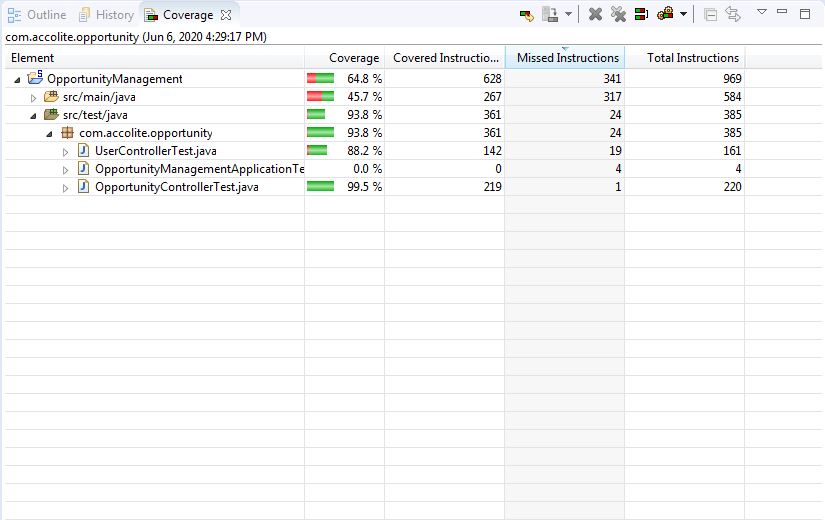 Outline History Coverage
com.accolite.opportunity (Jun 6, 2020 4:29:17 PM)
Element Coverage Covered Instructio... Missed Instructions Total Instructions
OpportunityManagement 64.8 % 628 341 969
src/main/java 45.7 % 267 317 584
src/test/java 93.8 % 361 24 385
com.accolite.opportunity 93.8 % 361 24 385
UserControllerTest.java 88.2 % 142 19 161
OpportunityManagementApplicationTe 0.0 % 0 4 4
OpportunityControllerTest.java 99.5 % 219 1 220